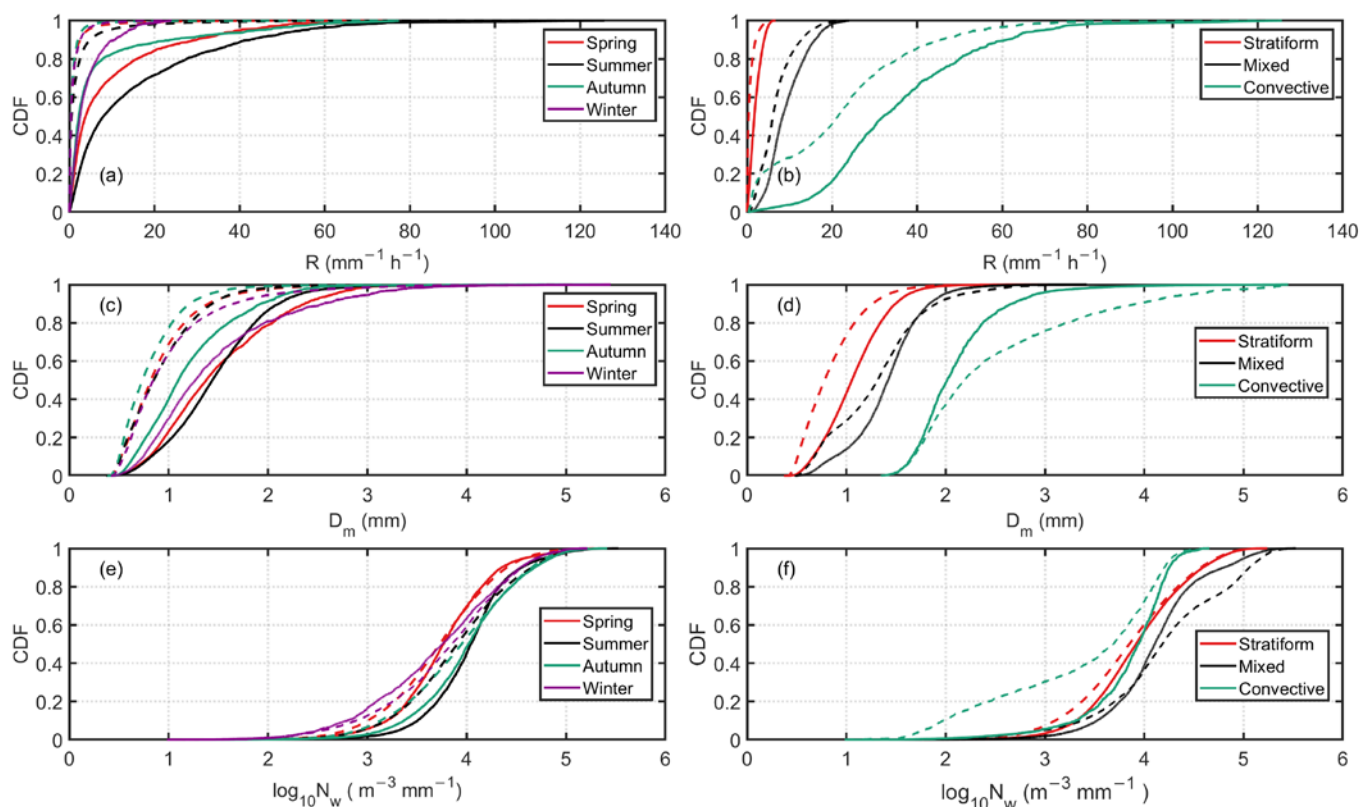 1
0.8
0.6
0.4
0.2
0
CDF
(a)
Spring
Summer
Autumn
Winter
0 20 40 60 80 100 120 140
R (mm⁻¹ h⁻¹)
1
0.8
0.6
0.4
0.2
0
CDF
(b)
Stratiform
Mixed
Convective
0 20 40 60 80 100 120 140
R (mm⁻¹ h⁻¹)
1
0.8
0.6
0.4
0.2
0
CDF
(c)
Spring
Summer
Autumn
Winter
0 1 2 3 4 5 6
Dₘ (mm)
1
0.8
0.6
0.4
0.2
0
CDF
(d)
Stratiform
Mixed
Convective
0 1 2 3 4 5 6
Dₘ (mm)
1
0.8
0.6
0.4
0.2
0
CDF
(e)
Spring
Summer
Autumn
Winter
0 1 2 3 4 5 6
log₁₀N_w ( m⁻³ mm⁻¹)
1
0.8
0.6
0.4
0.2
0
CDF
(f)
Stratiform
Mixed
Convective
0 1 2 3 4 5 6
log₁₀N_w ( m⁻³ mm⁻¹)